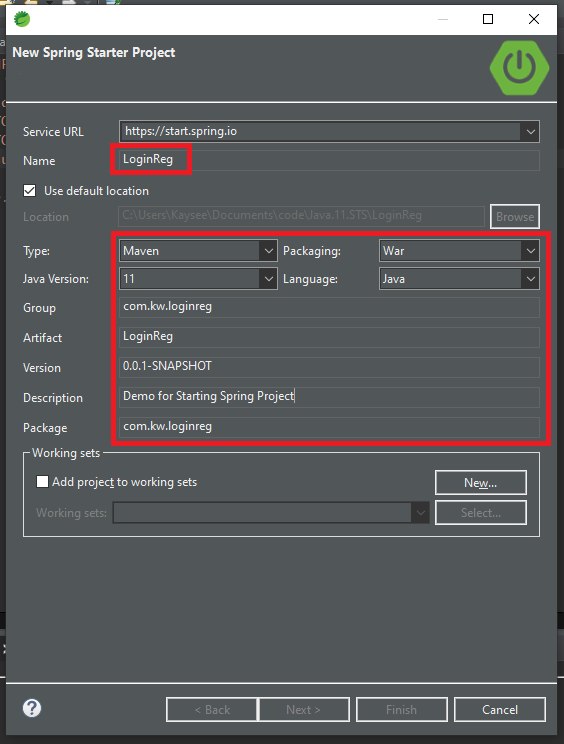 New Spring Starter Project
Service URL https://start.spring.io
Name LoginReg
Use default location
Location C:\Users\Kaysee\Documents\code\Java.11.STS\LoginReg Browse
Type: Maven Packaging: War
Java Version: 11 Language: Java
Group com.kw.loginreg
Artifact LoginReg
Version 0.0.1-SNAPSHOT
Description Demo for Starting Spring Project
Package com.kw.loginreg
Working sets
Add project to working sets New...
Working sets: Select...
? < Back Next > Finish Cancel